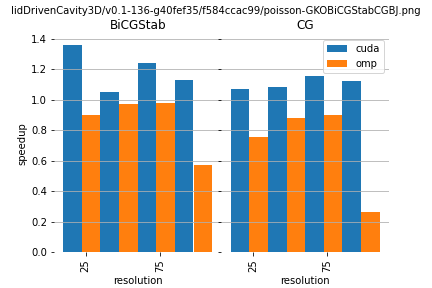 lidDrivenCavity3D/v0.1-136-g40fef35/f584ccac99/poisson-GKOBiCGStabCGBJ.png
BiCGStab
CG
cuda
omp
1.4
1.2
1.0
0.8
0.6
0.4
0.2
0.0
speedup
25
75
25
75
resolution
resolution